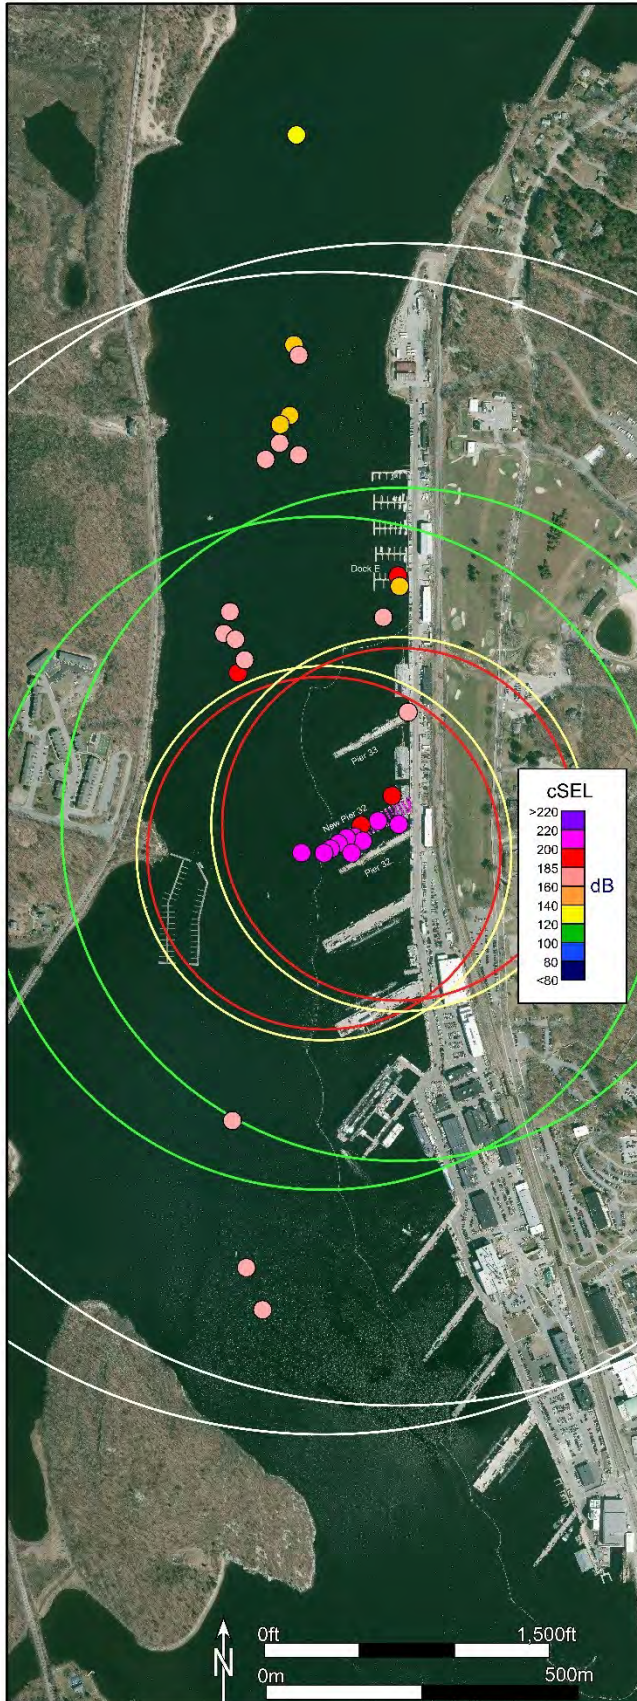 Dock E
Pier 33
New Pier 32
Pier 32
cSEL
>220
220
200
185
160
140
120
100
80
<80
dB
N
0ft
1,500ft
0m
500m